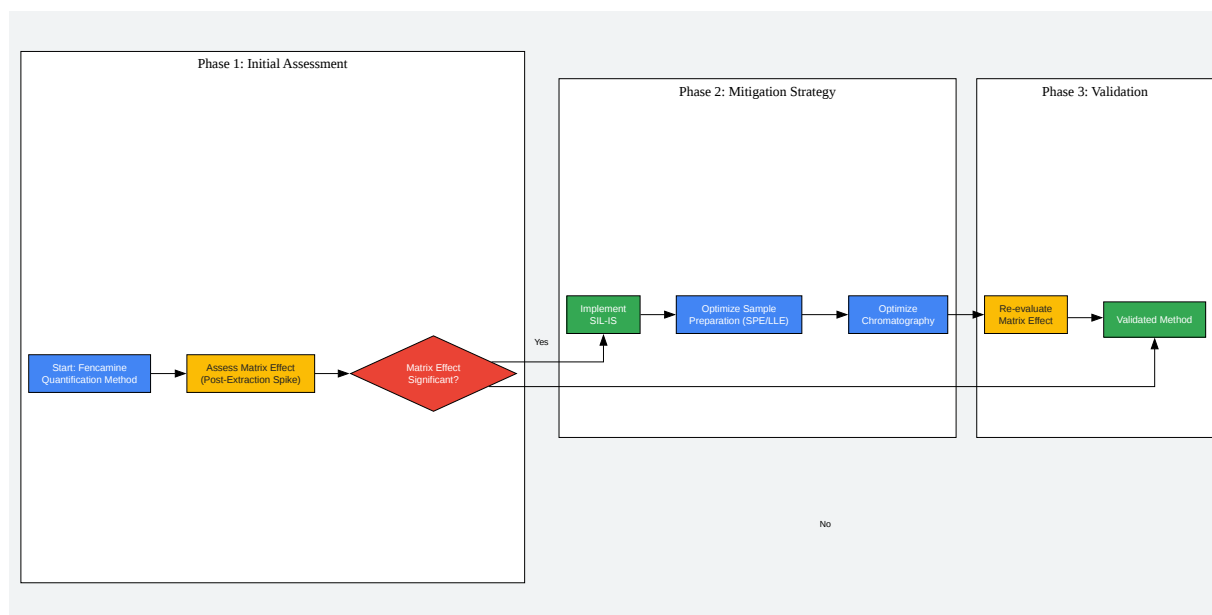 Phase 1: Initial Assessment
Start: Fencamine
Quantification Method
Assess Matrix Effect
(Post-Extraction Spike)
Matrix Effect
Significant?
Yes
No
Phase 2: Mitigation Strategy
Implement
SIL-IS
Optimize Sample
Preparation (SPE/LLE)
Optimize
Chromatography
Phase 3: Validation
Re-evaluate
Matrix Effect
Validated Method